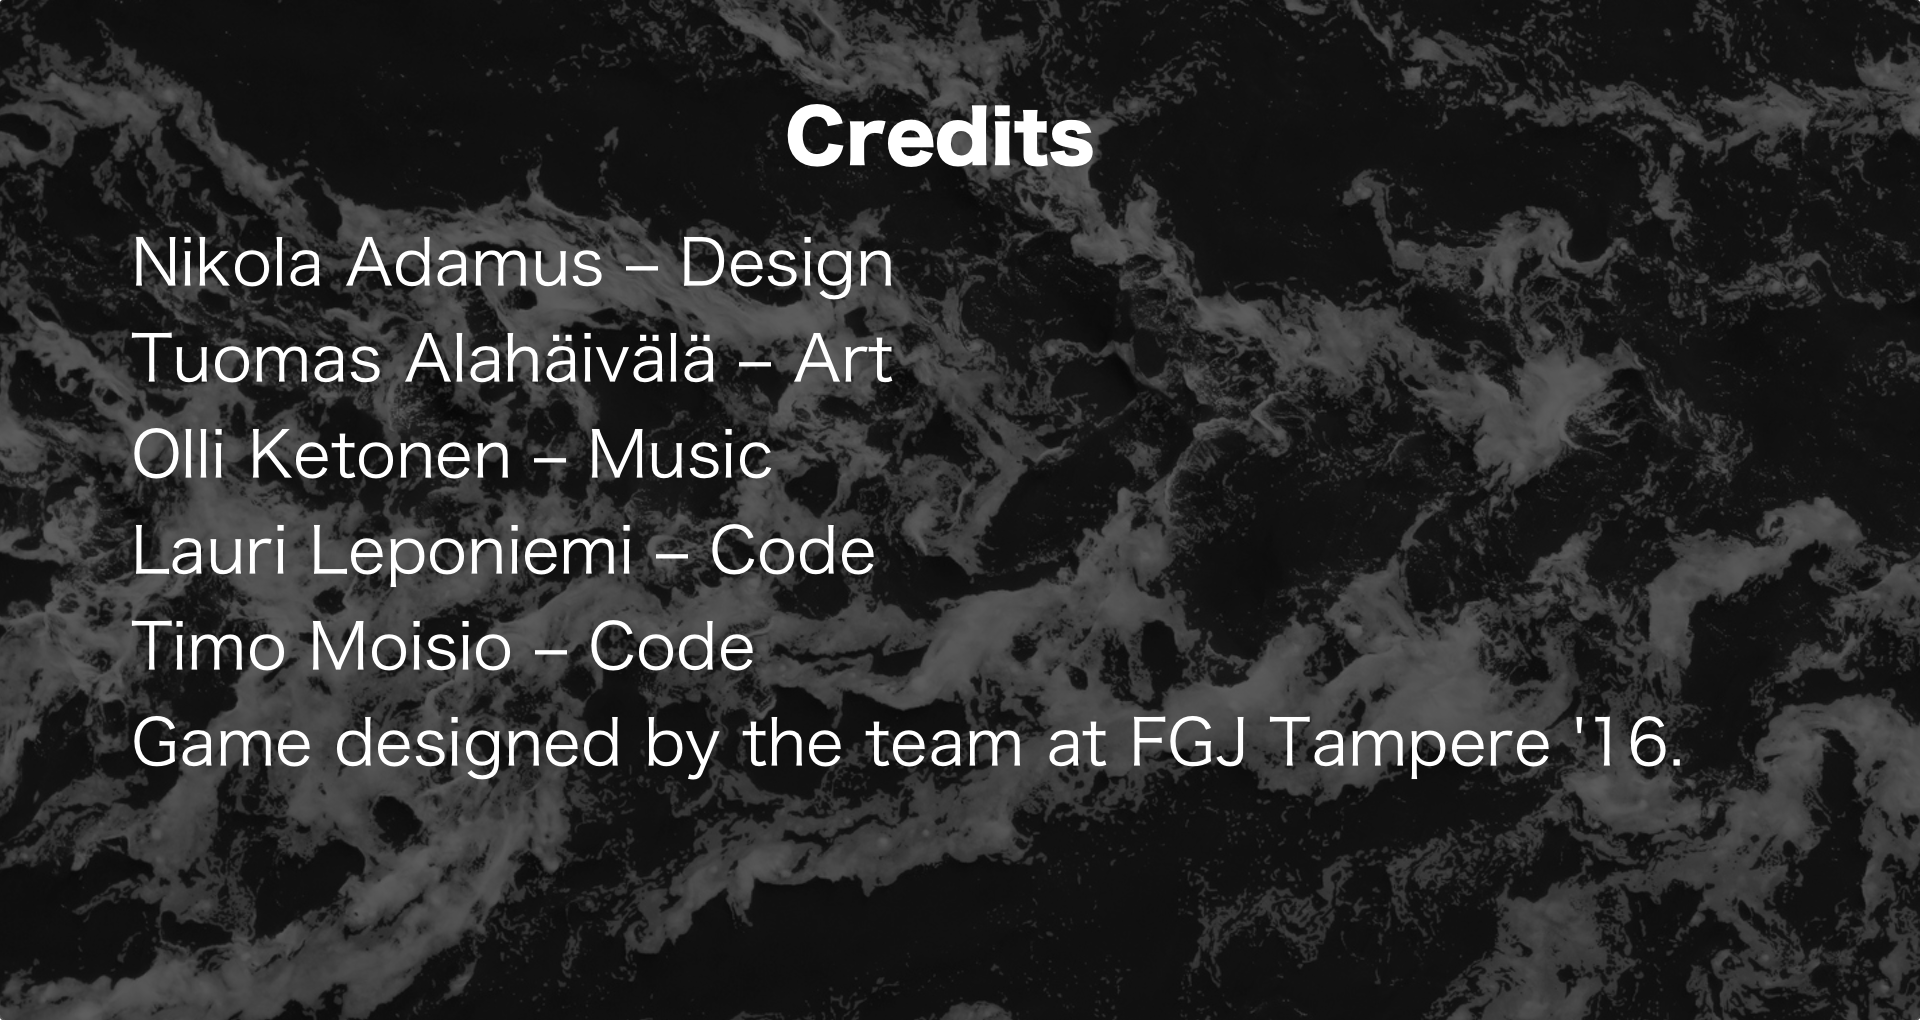 Credits
Nikola Adamus – Design
Tuomas Alahäivälä – Art
Olli Ketonen – Music
Lauri Leponiemi – Code
Timo Moisio – Code
Game designed by the team at FGJ Tampere '16.